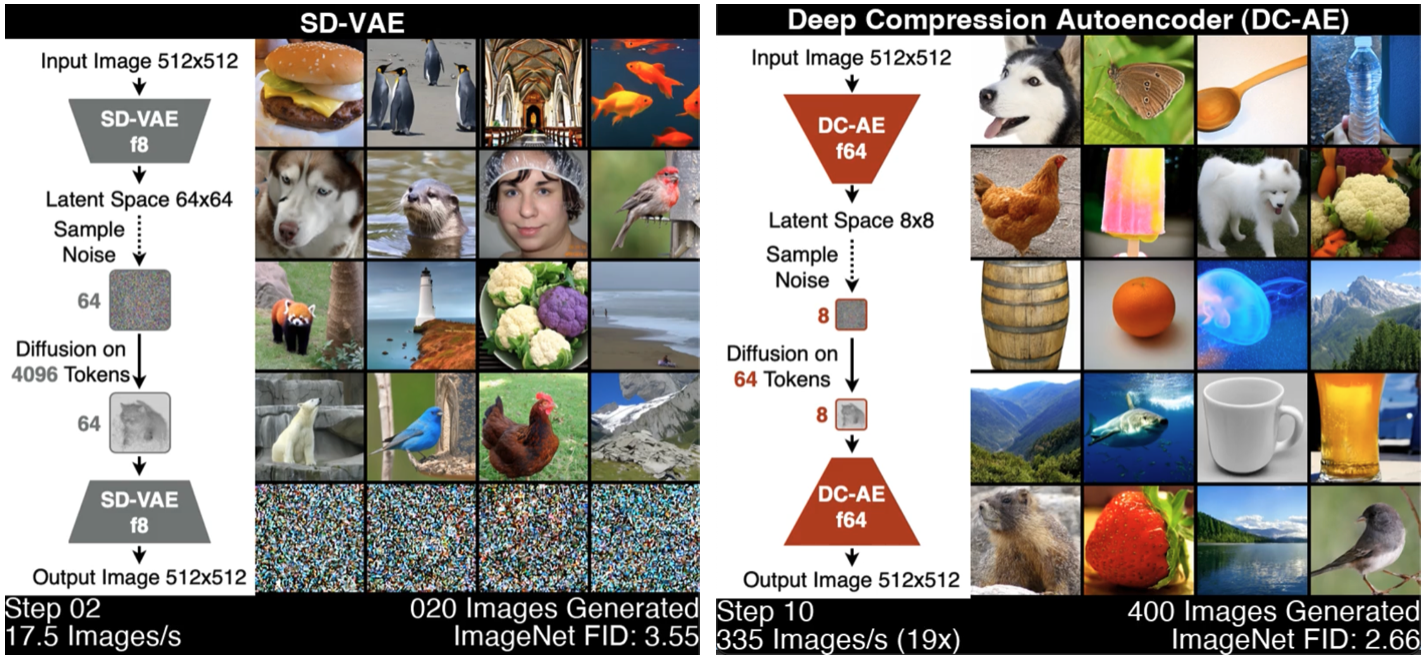 SD-VAE
Input Image 512x512
SD-VAE
f8
Latent Space 64x64
Sample
Noise
64
Diffusion on
4096 Tokens
64
SD-VAE
f8
Output Image 512x512
Step 02
020 Images Generated
17.5 Images/s
ImageNet FID: 3.55
Deep Compression Autoencoder (DC-AE)
Input Image 512x512
DC-AE
f64
Latent Space 8x8
Sample
Noise
8
Diffusion on
64 Tokens
8
DC-AE
f64
Output Image 512x512
Step 10
400 Images Generated
335 Images/s (19x)
ImageNet FID: 2.66